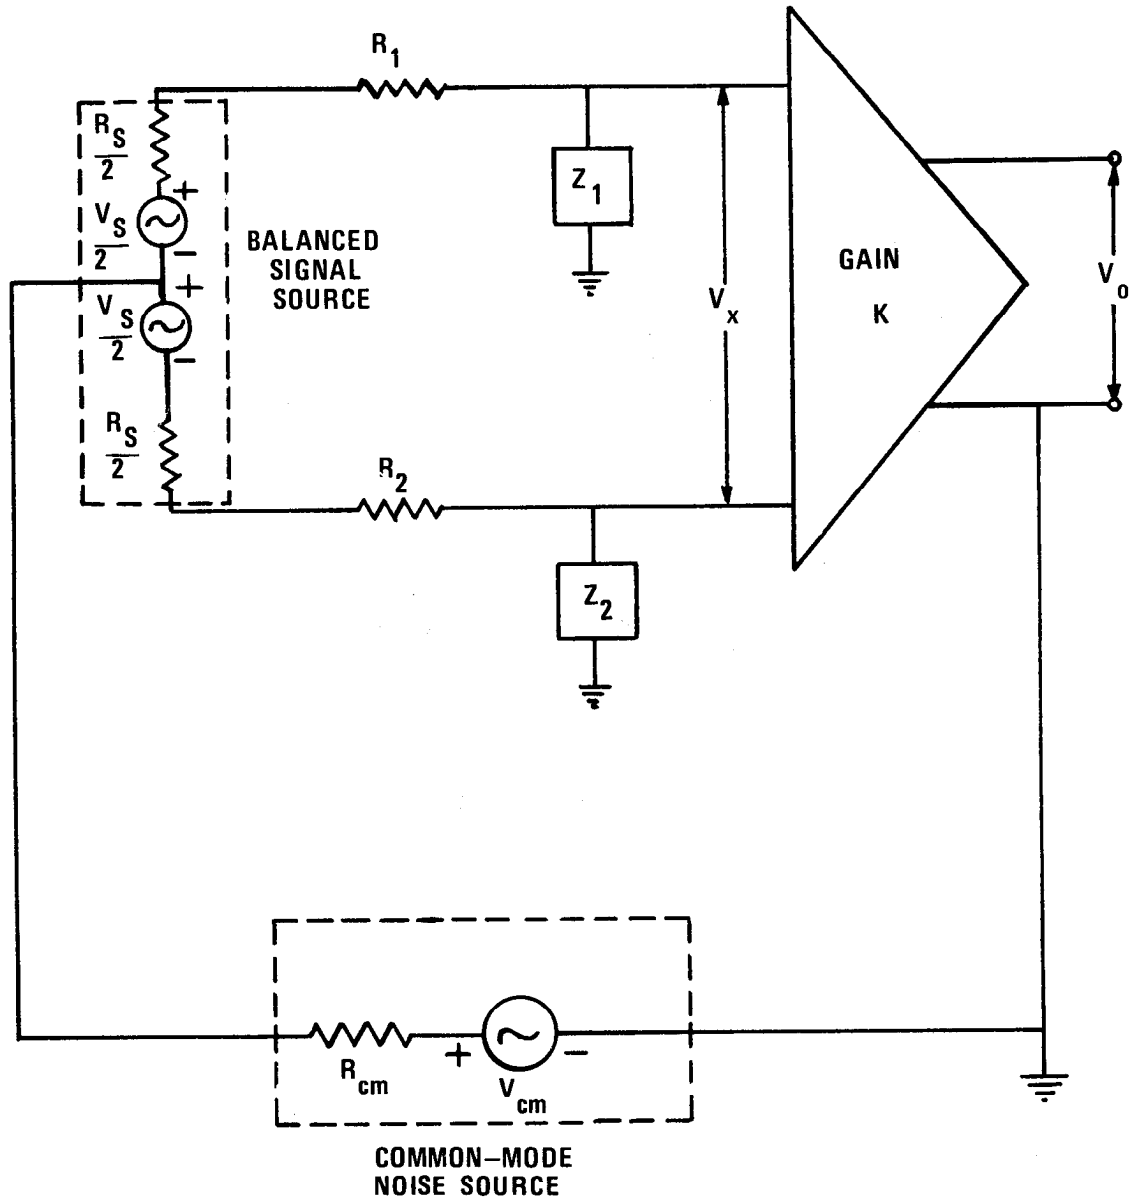 R1
RS
2
VS
2
BALANCED
SIGNAL
SOURCE
VS
2
RS
2
R2
Z1
Z2
Vx
GAIN
K
Vo
Rcm
Vcm
COMMON-MODE
NOISE SOURCE